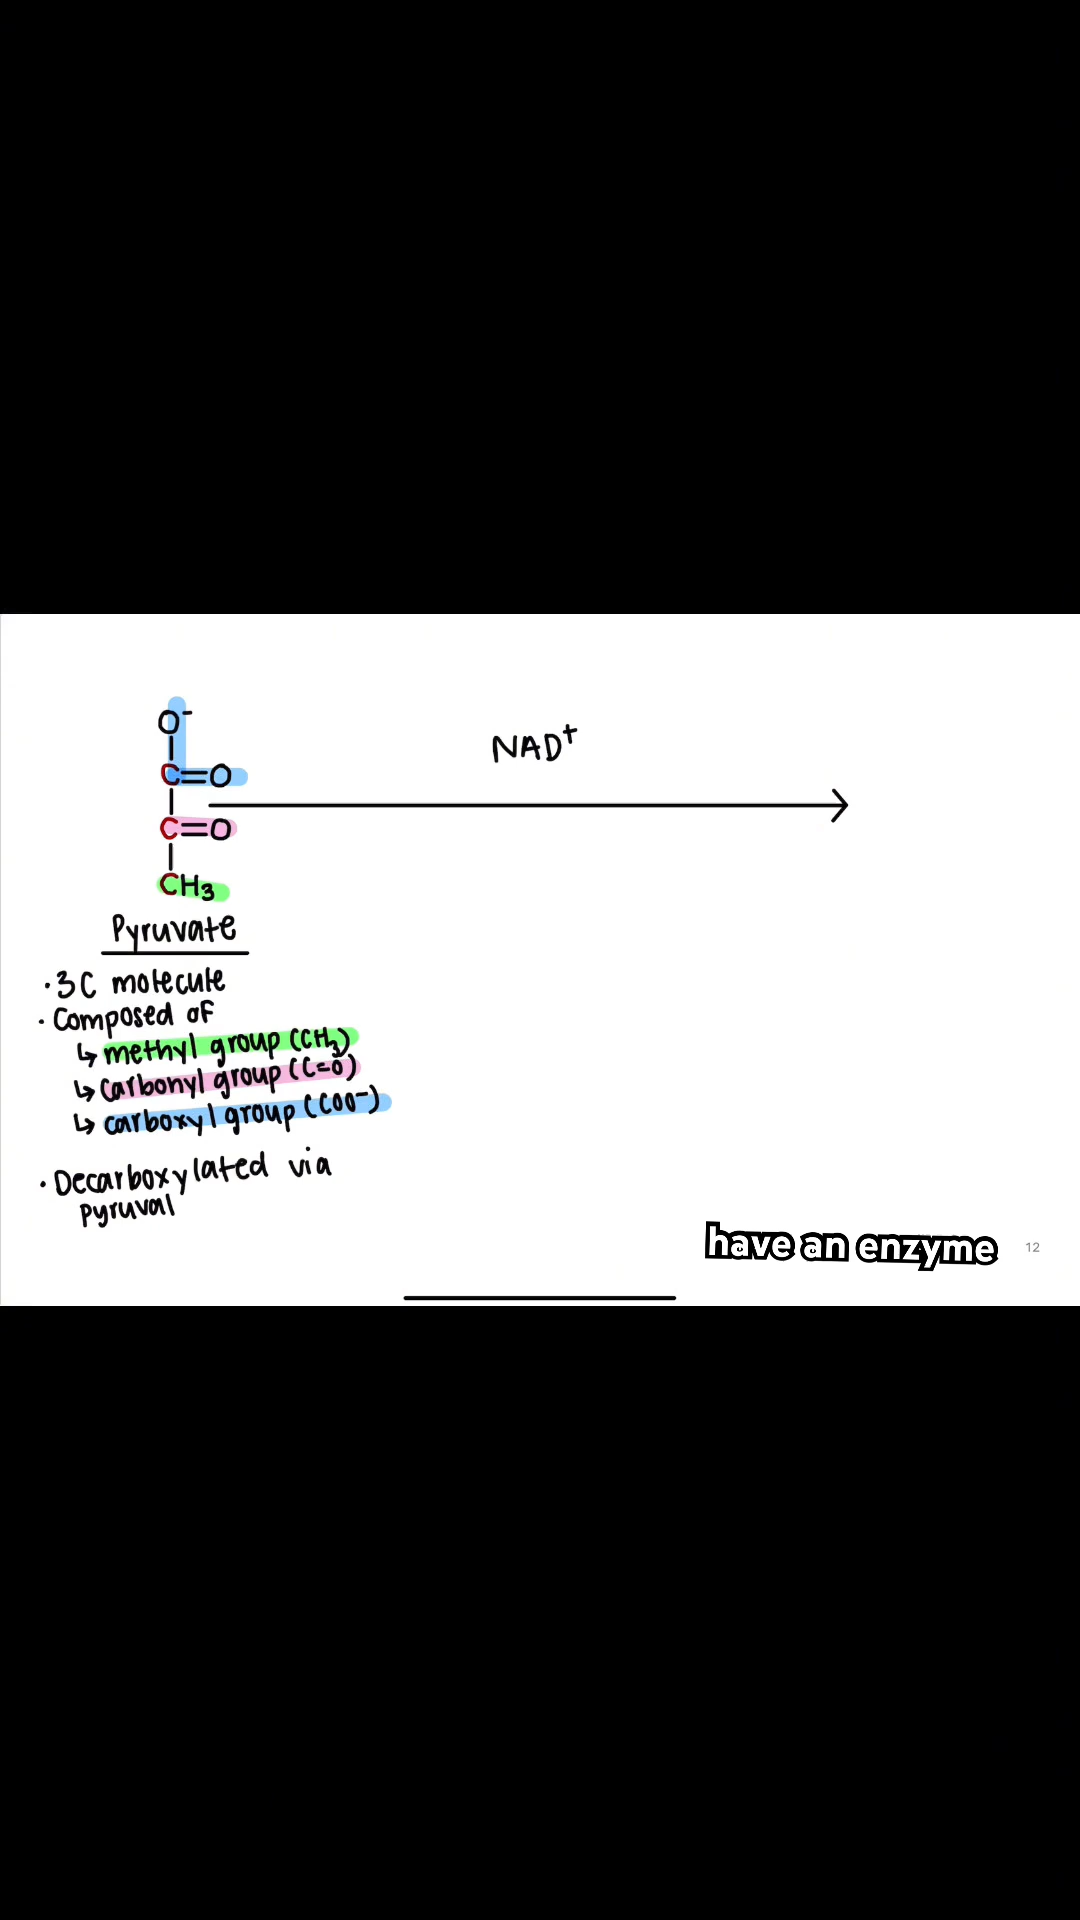 O⁻
C=O
NAD⁺
C=O
CH₃
Pyruvate
· 3C molecule
· Composed of
↳ methyl group (CH₃)
↳ carbonyl group (C=O)
↳ carboxyl group (COO⁻)
· Decarboxylated via
pyruval
have an enzyme
12